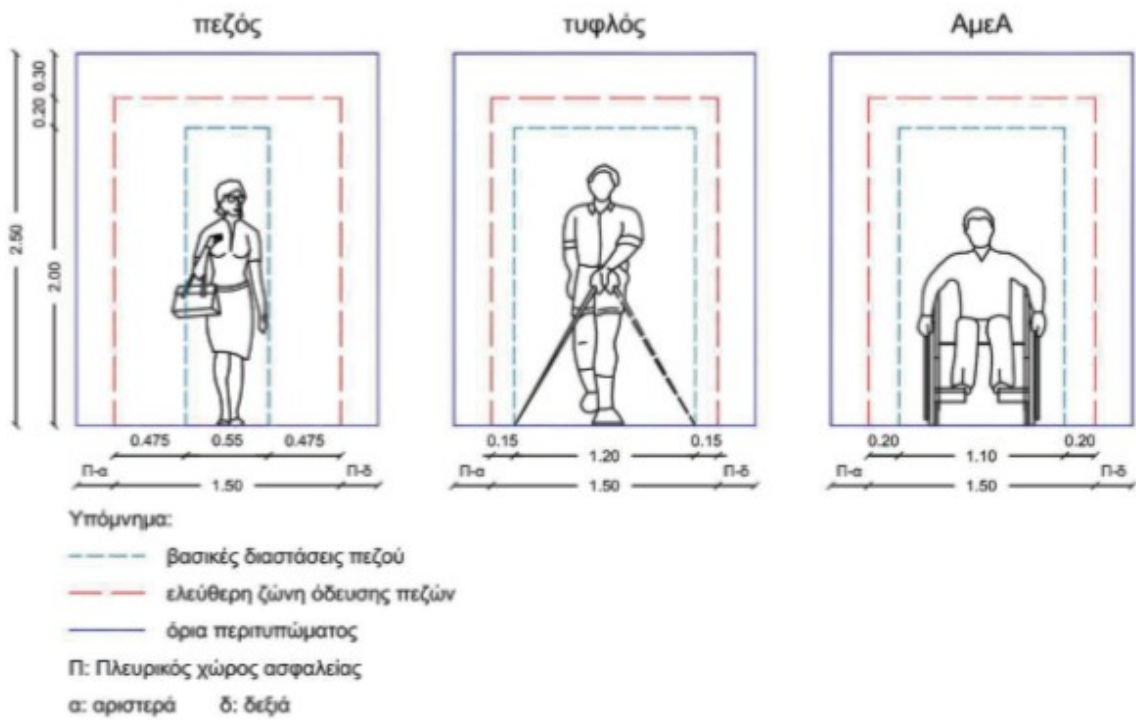 πεζός τυφλός ΑμεΑ
0.30
0.20
2.50
2.00
0.475 0.55 0.475 0.15 0.15 0.20 0.20
Π-α Π-δ 1.20 1.10
1.50 Π-α 1.50 Π-δ Π-α 1.50 Π-δ
Υπόμνημα:
βασικές διαστάσεις πεζού
ελεύθερη ζώνη όδευσης πεζών
όρια περιτυπώματος
Π: Πλευρικός χώρος ασφαλείας
α: αριστερά δ: δεξιά